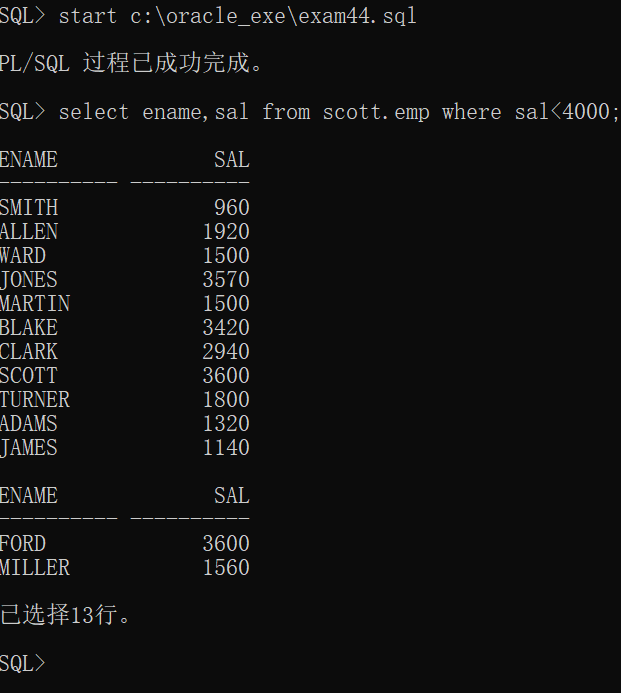 SQL> start c:\oracle_exe\exam44.sql
PL/SQL 过程已成功完成。
SQL> select ename,sal from scott.emp where sal<4000;
ENAME             SAL
---------- ----------
SMITH             960
ALLEN            1920
WARD             1500
JONES            3570
MARTIN           1500
BLAKE            3420
CLARK            2940
SCOTT            3600
TURNER           1800
ADAMS            1320
JAMES            1140
ENAME             SAL
---------- ----------
FORD             3600
MILLER           1560
已选择13行。
SQL>